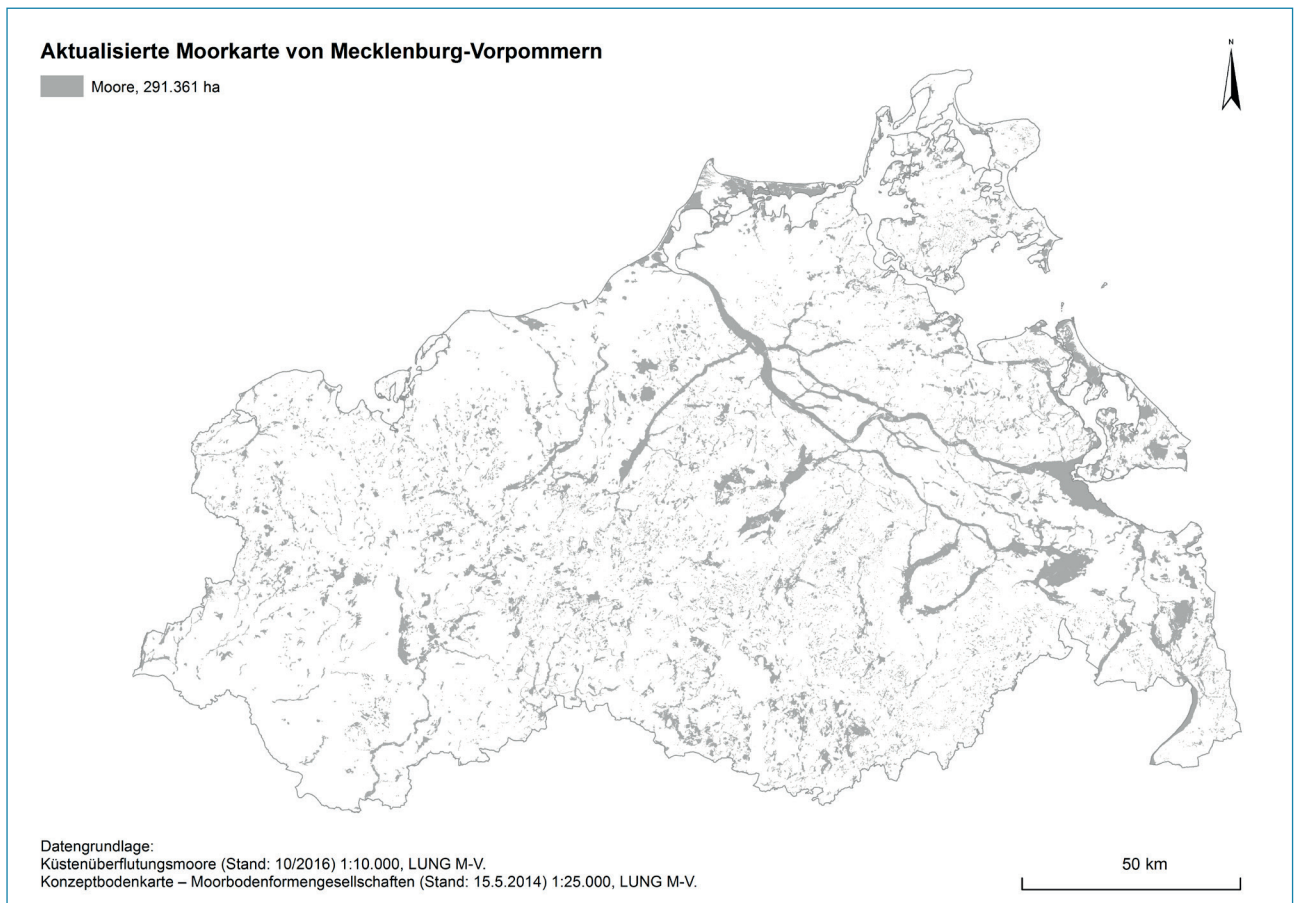 Aktualisierte Moorkarte von Mecklenburg-Vorpommern
Moore, 291.361 ha
N
Datengrundlage:
Küstenüberflutungsmoore (Stand: 10/2016) 1:10.000, LUNG M-V.
Konzeptbodenkarte – Moorbodenformengesellschaften (Stand: 15.5.2014) 1:25.000, LUNG M-V.
50 km